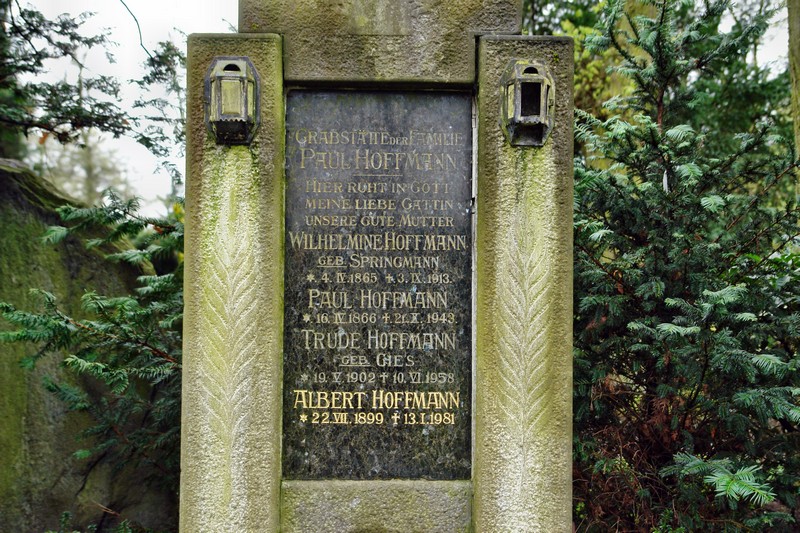 GRABSTÄTTE DER FAMILIE
PAUL HOFFMANN
HIER RUHT IN GOTT
MEINE LIEBE GATTIN
UNSERE GUTE MUTTER
WILHELMINE HOFFMANN
GEB. SPRINGMANN
* 4. IV. 1865 † 3. IX. 1913.
PAUL HOFFMANN
* 16. IV. 1866 † 21. X. 1943.
TRUDE HOFFMANN
GEB. GIES
* 19. V. 1902 † 10. VI. 1958
ALBERT HOFFMANN
* 22. VII. 1899 † 13. I. 1981